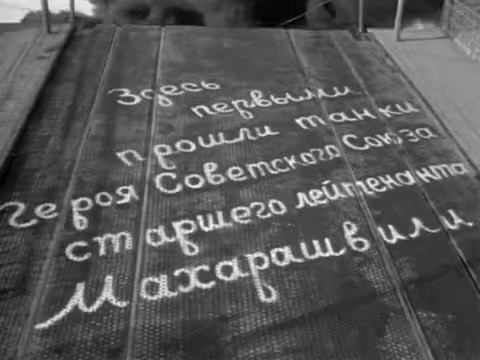 Здесь
первыми
прошли танки
Героя Советского Союза
старшего лейтенанта
Махарашвили